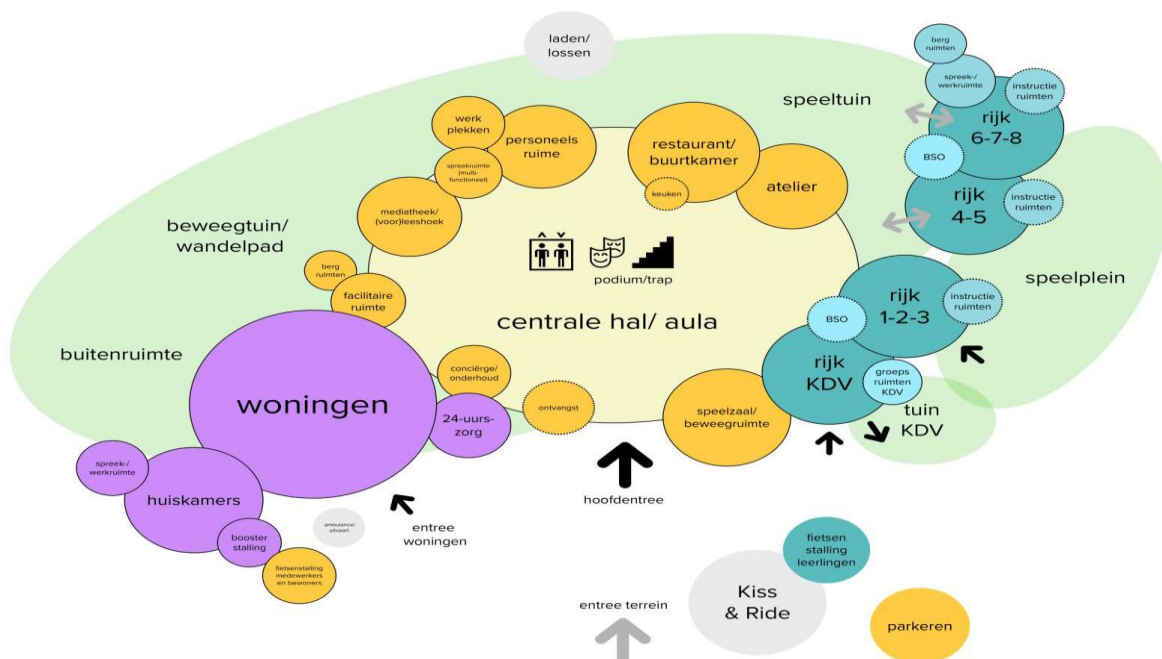 laden/
lossen
berg
ruimten
spreek-/
werkruimte
instructie
ruimten
speeltuin
rijk
6-7-8
werk
plekken
personeels
ruime
restaurant/
buurtkamer
BSO
spreekruimte
(multi-
functioneel)
keuken
atelier
rijk
4-5
instructie
ruimten
mediatheek/
(voor)leeshoek
beweegtuin/
wandelpad
berg
ruimten
facilitaire
ruimte
podium/trap
speelplein
rijk
1-2-3
instructie
ruimten
BSO
centrale hal/ aula
buitenruimte
rijk
KDV
groeps
ruimten
KDV
conciërge/
onderhoud
woningen
ontvangst
speelzaal/
beweegruimte
tuin
KDV
24-uurs-
zorg
spreek-/
werkruimte
huiskamers
hoofdentree
ambulance/
uitvaart
entree
woningen
booster
stalling
fietsenstalling
medewerkers
en bewoners
fietsen
stalling
leerlingen
Kiss
& Ride
entree terrein
parkeren